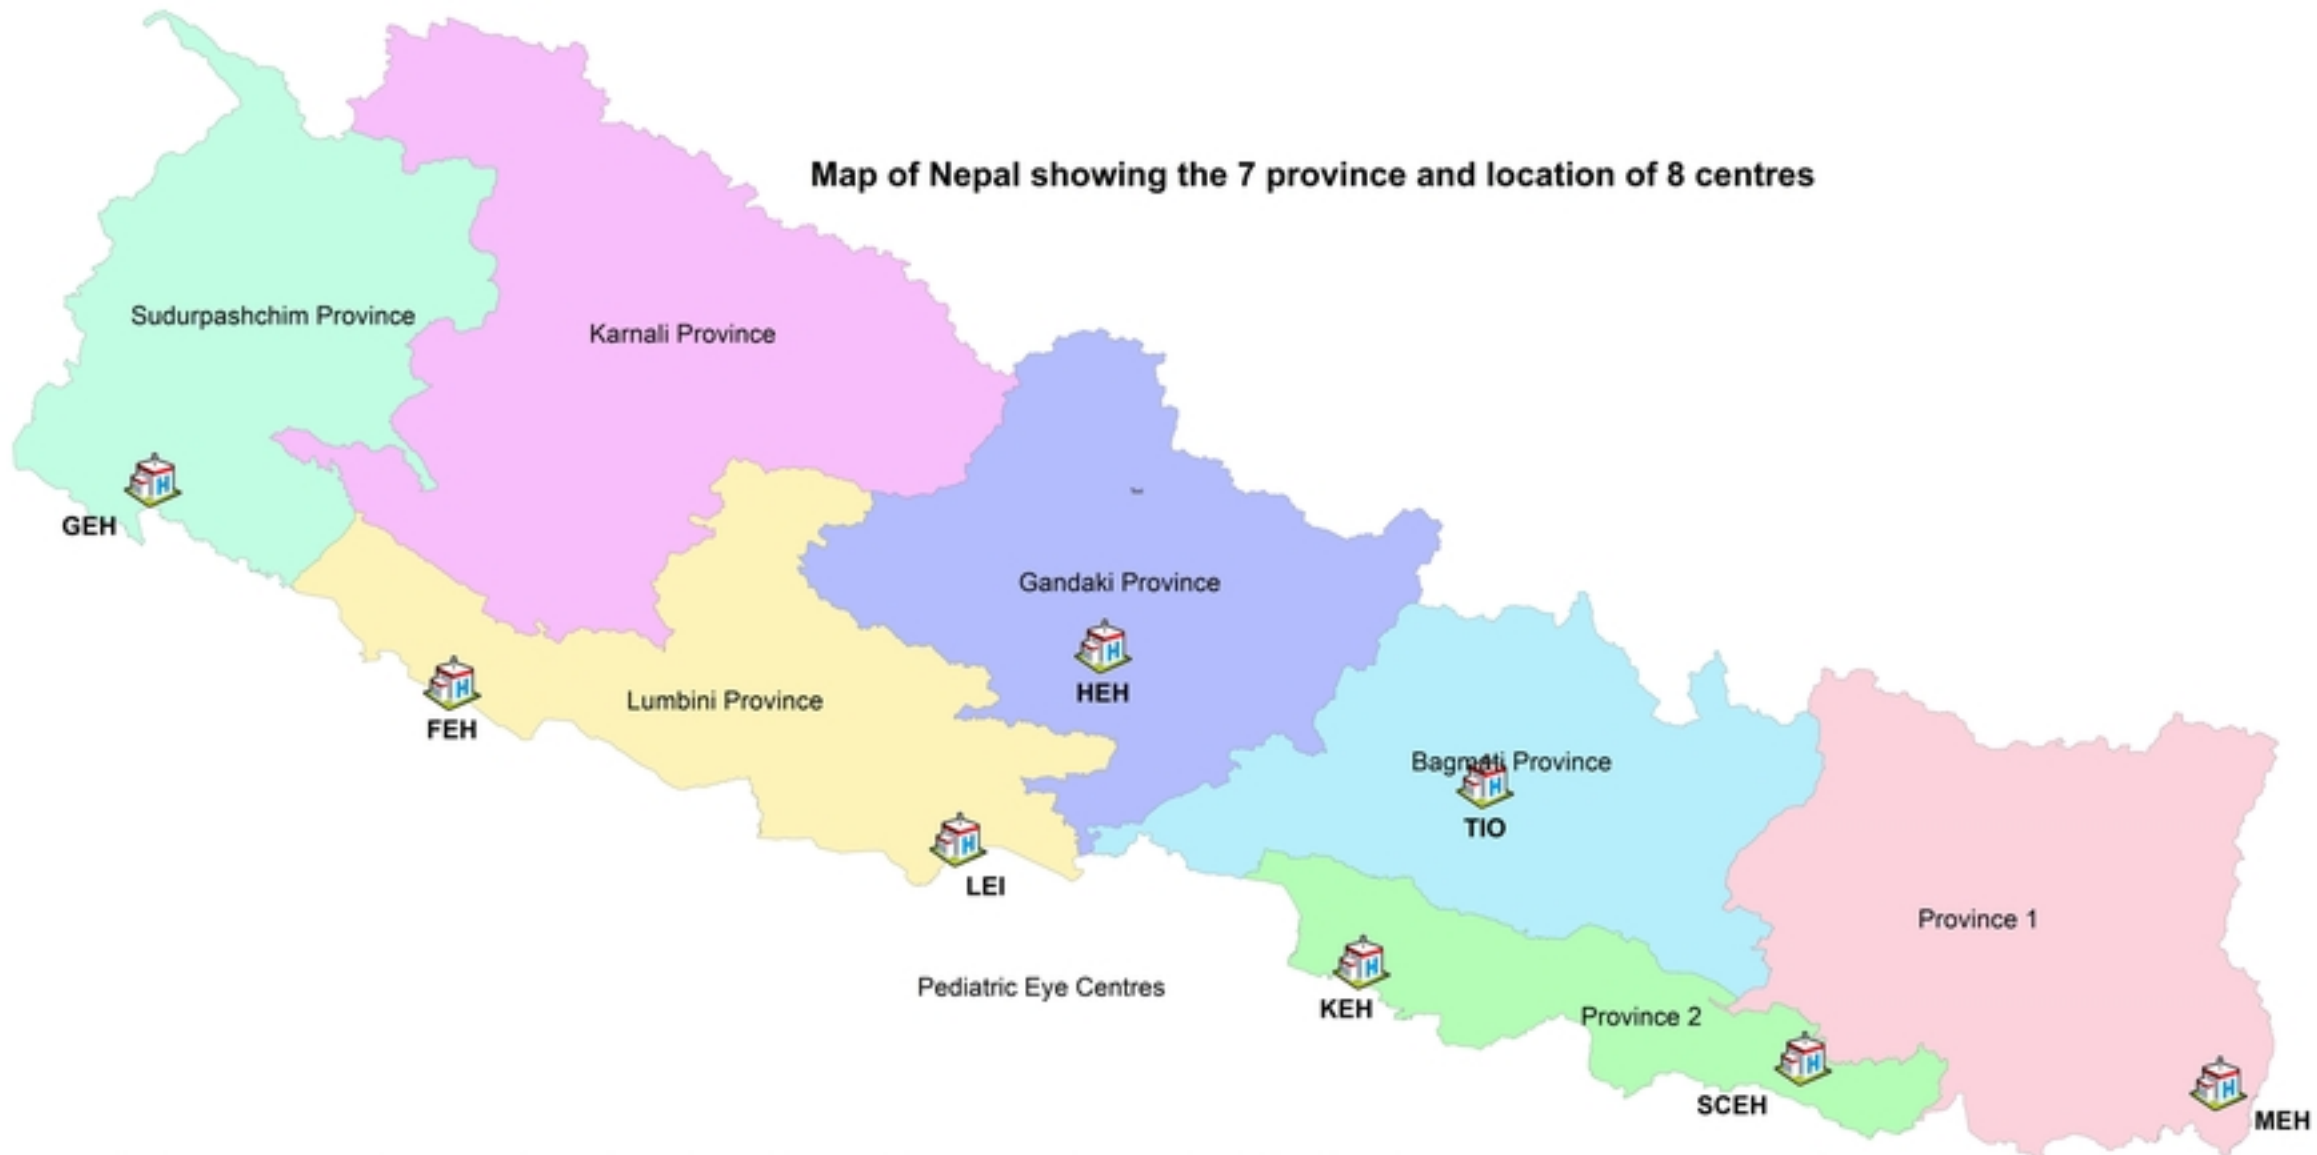 Map of Nepal showing the 7 province and location of 8 centres
Sudurpashchim Province
Karnali Province
GEH
Gandaki Province
HEH
Lumbini Province
FEH
Bagmati Province
TIO
LEI
Province 1
Pediatric Eye Centres
KEH
Province 2
SCEH
MEH